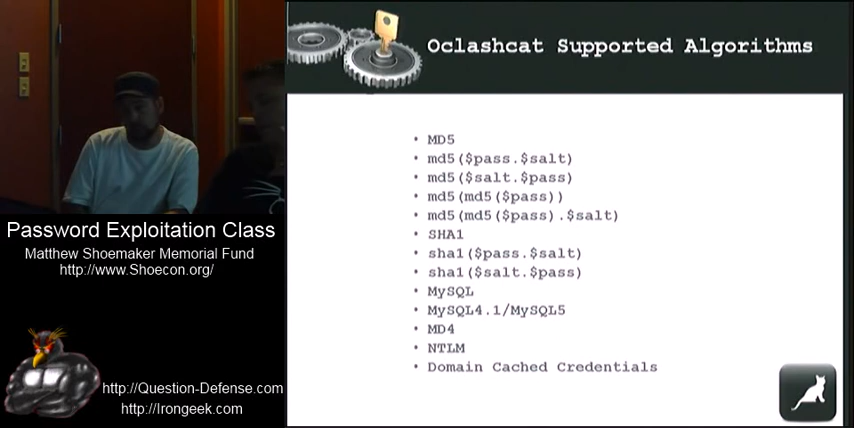 Oclashcat Supported Algorithms
• MD5
• md5($pass.$salt)
• md5($salt.$pass)
• md5(md5($pass))
• md5(md5($pass).$salt)
• SHA1
• sha1($pass.$salt)
• sha1($salt.$pass)
• MySQL
• MySQL4.1/MySQL5
• MD4
• NTLM
• Domain Cached Credentials
Password Exploitation Class
Matthew Shoemaker Memorial Fund
http://www.Shoecon.org/
http://Question-Defense.com
http://Irongeek.com